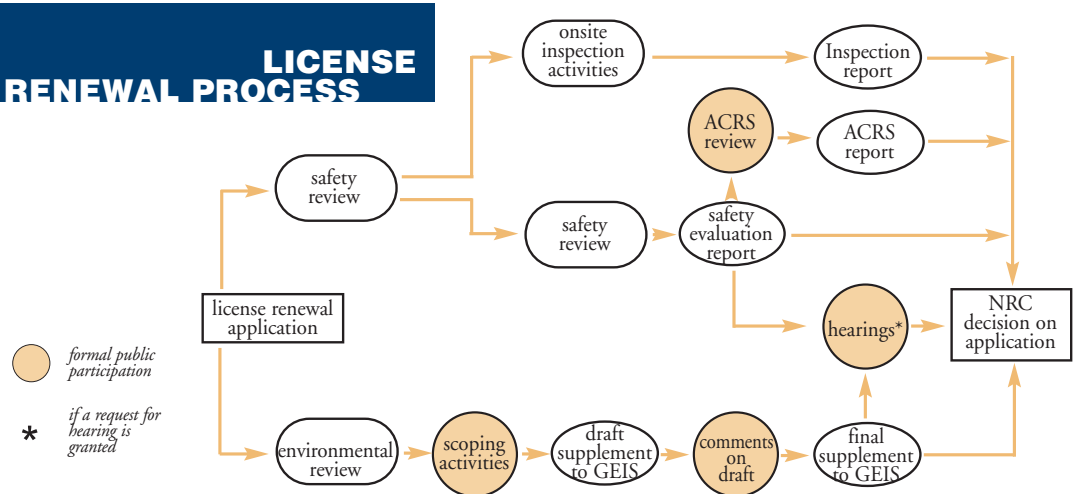 LICENSE
RENEWAL PROCESS
onsite
inspection
activities
Inspection
report
ACRS
review
ACRS
report
safety
review
safety
review
safety
evaluation
report
license renewal
application
hearings*
NRC
decision on
application
formal public
participation
*
if a request for
hearing is
granted
environmental
review
scoping
activities
draft
supplement
to GEIS
comments
on
draft
final
supplement
to GEIS